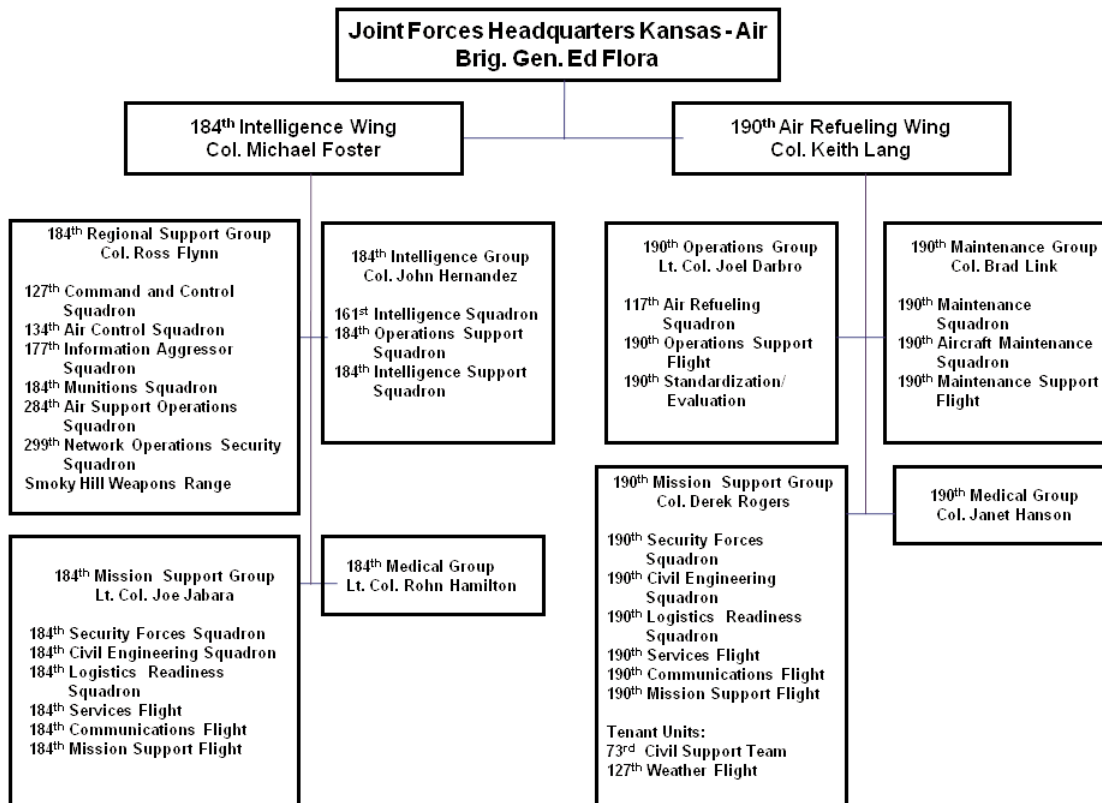 Joint Forces Headquarters Kansas - Air
Brig. Gen. Ed Flora
184th Intelligence Wing
Col. Michael Foster
190th Air Refueling Wing
Col. Keith Lang
184th Regional Support Group
Col. Ross Flynn
127th Command and Control
Squadron
134th Air Control Squadron
177th Information Aggressor
Squadron
184th Munitions Squadron
284th Air Support Operations
Squadron
299th Network Operations Security
Squadron
Smoky Hill Weapons Range
184th Intelligence Group
Col. John Hernandez
161st Intelligence Squadron
184th Operations Support
Squadron
184th Intelligence Support
Squadron
190th Operations Group
Lt. Col. Joel Darbro
117th Air Refueling
Squadron
190th Operations Support
Flight
190th Standardization/
Evaluation
190th Maintenance Group
Col. Brad Link
190th Maintenance
Squadron
190th Aircraft Maintenance
Squadron
190th Maintenance Support
Flight
184th Mission Support Group
Lt. Col. Joe Jabara
184th Security Forces Squadron
184th Civil Engineering Squadron
184th Logistics Readiness
Squadron
184th Services Flight
184th Communications Flight
184th Mission Support Flight
184th Medical Group
Lt. Col. Rohn Hamilton
190th Mission Support Group
Col. Derek Rogers
190th Security Forces
Squadron
190th Civil Engineering
Squadron
190th Logistics Readiness
Squadron
190th Services Flight
190th Communications Flight
190th Mission Support Flight
Tenant Units:
73rd Civil Support Team
127th Weather Flight
190th Medical Group
Col. Janet Hanson